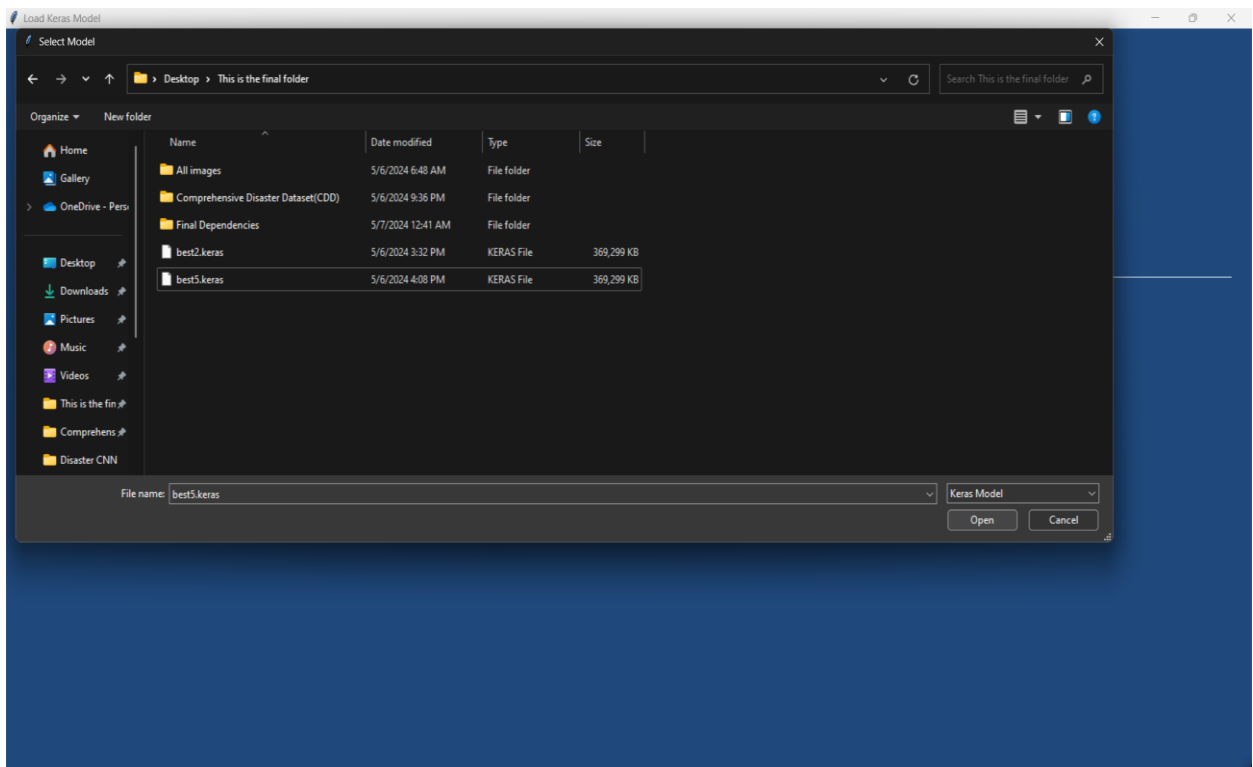 Load Keras Model
Select Model
Desktop > This is the final folder
Search This is the final folder
Organize
New folder
Home
Gallery
OneDrive - Pers
Desktop
Downloads
Pictures
Music
Videos
This is the fin
Comprehens
Disaster CNN
Name Date modified Type Size
All images 5/6/2024 6:48 AM File folder
Comprehensive Disaster Dataset(CDD) 5/6/2024 9:36 PM File folder
Final Dependencies 5/7/2024 12:41 AM File folder
best2.keras 5/6/2024 3:32 PM KERAS File 369,299 KB
best5.keras 5/6/2024 4:08 PM KERAS File 369,299 KB
File name: best5.keras
Keras Model
Open
Cancel